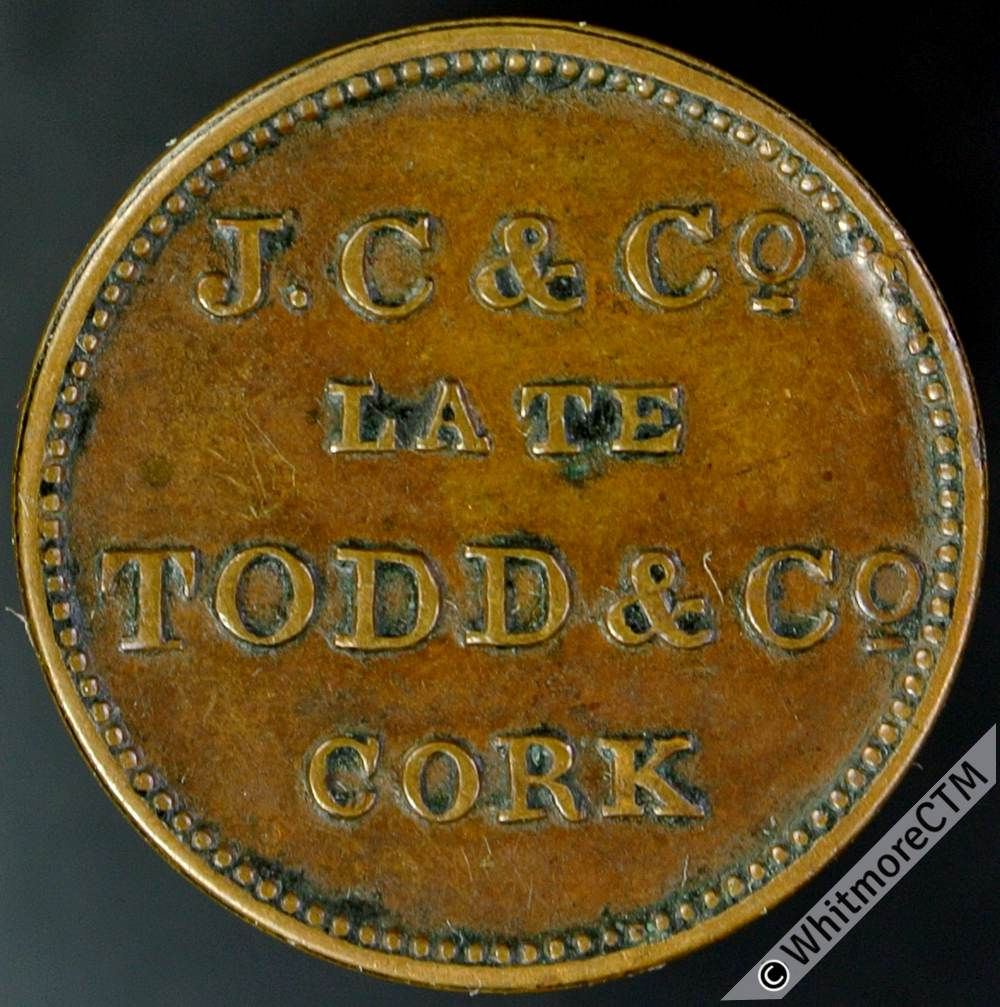 J. C & Cº
LATE
TODD & Cº
CORK
© WhitmoreCTM